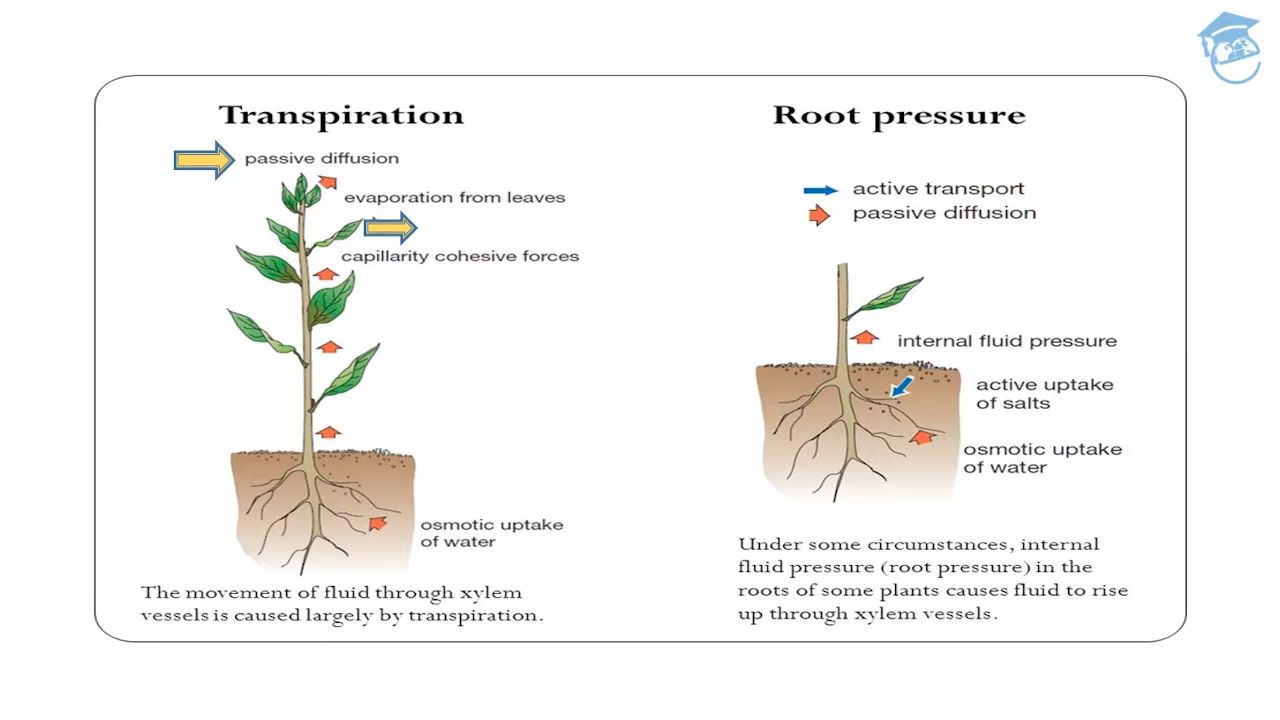 Transpiration
passive diffusion
evaporation from leaves
capillarity cohesive forces
osmotic uptake
of water
The movement of fluid through xylem
vessels is caused largely by transpiration.
Root pressure
active transport
passive diffusion
internal fluid pressure
active uptake
of salts
osmotic uptake
of water
Under some circumstances, internal
fluid pressure (root pressure) in the
roots of some plants causes fluid to rise
up through xylem vessels.